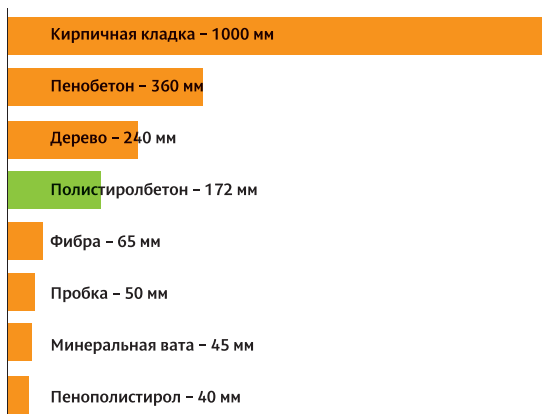 Кирпичная кладка – 1000 мм
Пенобетон – 360 мм
Дерево – 240 мм
Полистиролбетон – 172 мм
Фибра – 65 мм
Пробка – 50 мм
Минеральная вата – 45 мм
Пенополистирол – 40 мм